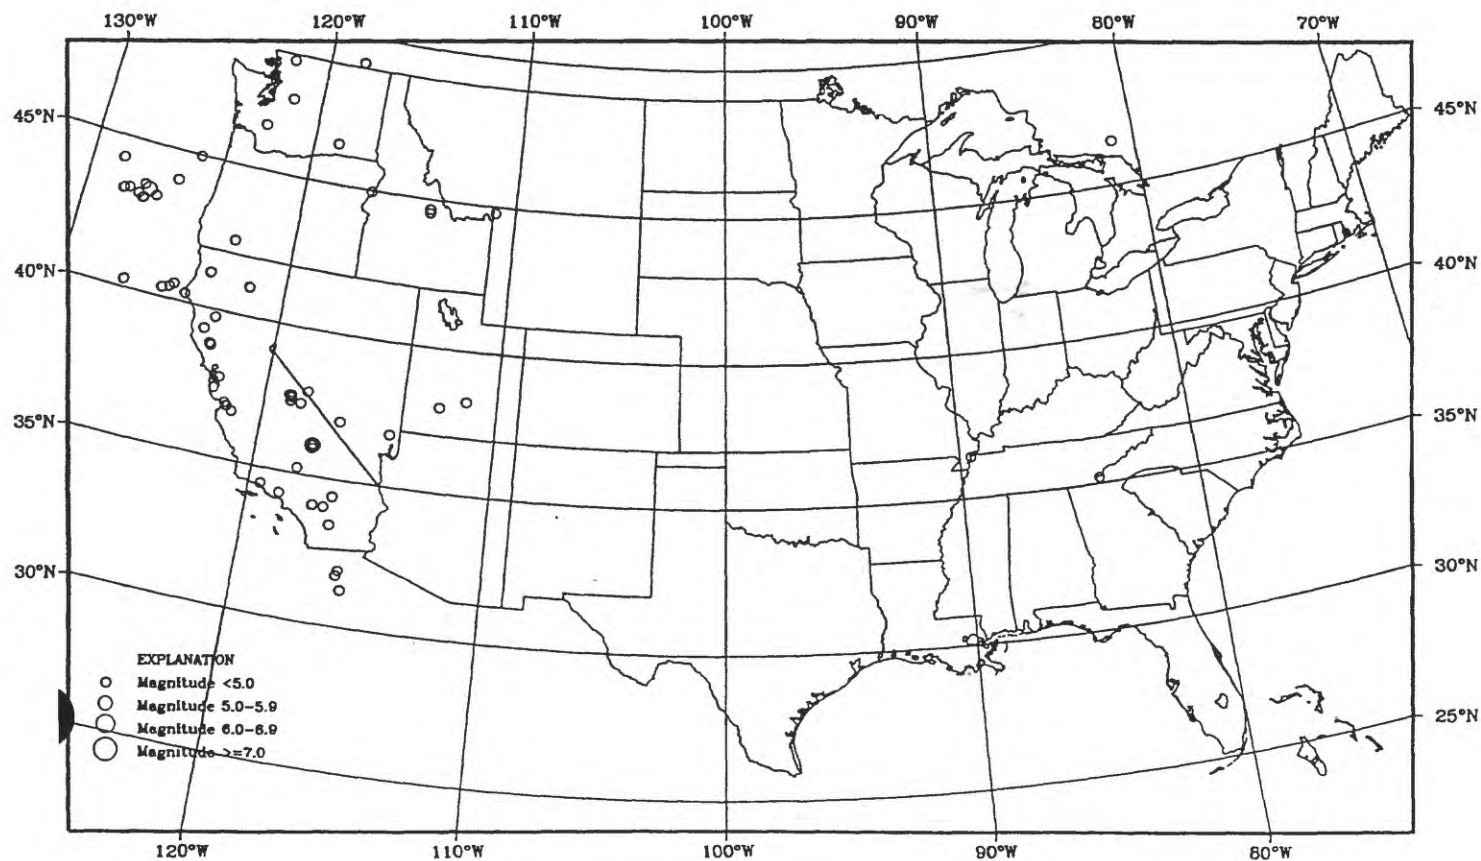 130°W 120°W 110°W 100°W 90°W 80°W 70°W
45°N 45°N
40°N 40°N
35°N 35°N
30°N 30°N
25°N
EXPLANATION
Magnitude <5.0
Magnitude 5.0-5.9
Magnitude 6.0-6.9
Magnitude >=7.0
120°W 110°W 100°W 90°W 80°W